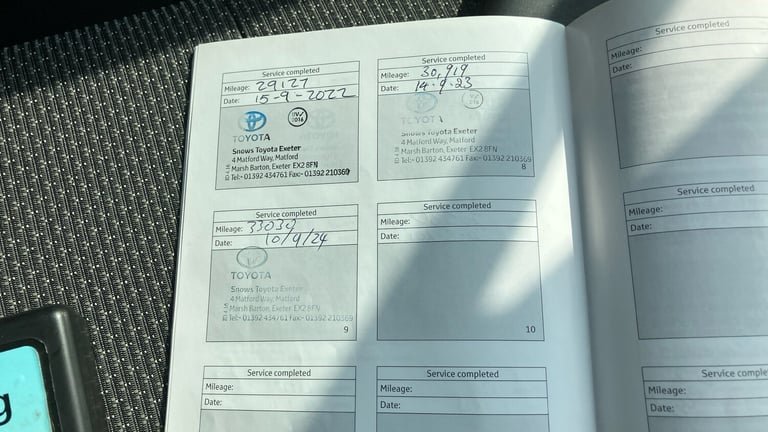 Service completed
Mileage: 29127
Date: 15-9-2022
TOYOTA
Snows Toyota Exeter
4 Matford Way, Matford
Marsh Barton, Exeter EX2 8FN
Tel:- 01392 434761 Fax:- 01392 210369
Service completed
Mileage: 30,919
Date: 14.9.23
TOYOTA
Snows Toyota Exeter
4 Matford Way, Matford
Marsh Barton, Exeter EX2 8FN
Tel:- 01392 434761 Fax:- 01392 210369
8
Service completed
Mileage: 33039
Date: 10/9/24
TOYOTA
Snows Toyota Exeter
4 Matford Way, Matford
Marsh Barton, Exeter EX2 8FN
Tel:- 01392 434761 Fax:- 01392 210369
9
Service completed
Mileage:
Date:
10
Service completed
Mileage:
Date:
Service completed
Mileage:
Date:
Service completed
Mileage:
Date:
Service completed
Mileage:
Date:
Service comple
Mileage:
Date:
g